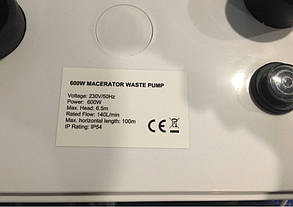 600W MACERATOR WASTE PUMP
Voltage: 230V/50Hz
Power: 600W
Max. Head: 6.5m
Rated Flow: 140L/min
Max. horizontal length: 100m
IP Rating: IP54
CE